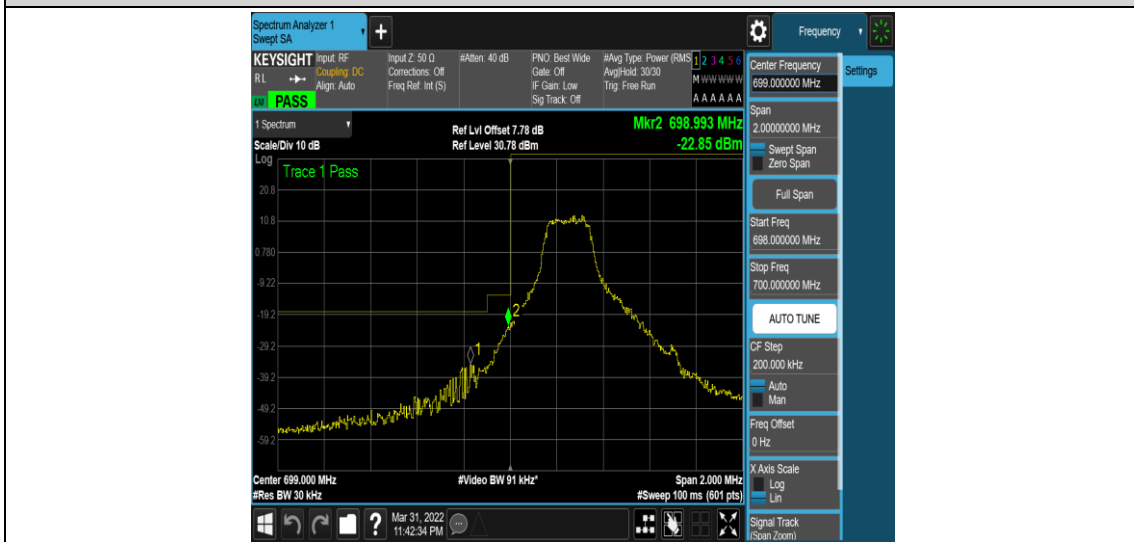 Spectrum Analyzer 1
Swept SA
+
Frequency
KEYSIGHT
RL
PASS
Input: RF
Coupling: DC
Align: Auto
Input Z: 50 Ω
Corrections: Off
Freq Ref: Int (S)
#Atten: 40 dB
PNO: Best Wide
Gate: Off
IF Gain: Low
Sig Track: Off
#Avg Type: Power (RMS
Avg|Hold: 30/30
Trig: Free Run
1 2 3 4 5 6
M W W W W W
A A A A A A
1 Spectrum
Scale/Div 10 dB
Ref Lvl Offset 7.78 dB
Ref Level 30.78 dBm
Mkr2 698.993 MHz
-22.85 dBm
Log
Trace 1 Pass
20.8
10.8
0.780
-9.22
-19.2
-29.2
-39.2
-49.2
-59.2
1
2
Center 699.000 MHz
#Res BW 30 kHz
#Video BW 91 kHz*
Span 2.000 MHz
#Sweep 100 ms (601 pts)
?
Mar 31, 2022
11:42:34 PM
Center Frequency
699.000000 MHz
Settings
Span
2.00000000 MHz
Swept Span
Zero Span
Full Span
Start Freq
698.000000 MHz
Stop Freq
700.000000 MHz
AUTO TUNE
CF Step
200.000 kHz
Auto
Man
Freq Offset
0 Hz
X Axis Scale
Log
Lin
Signal Track
(Span Zoom)